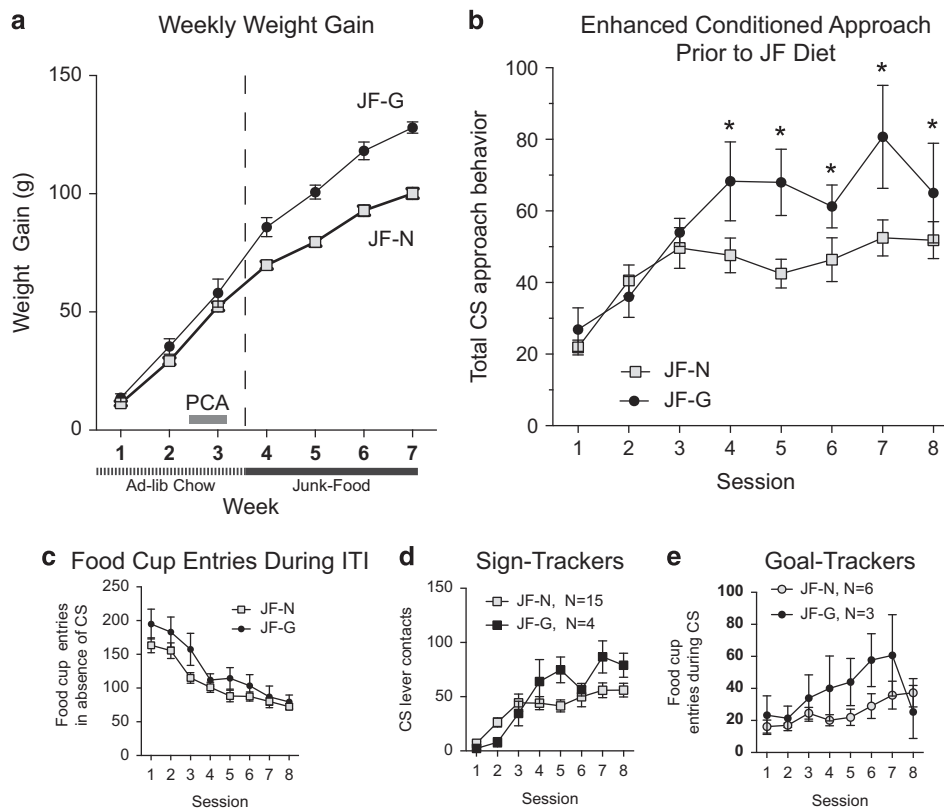 a Weekly Weight Gain
150
100
50
0
Weight Gain (g)
JF-G
JF-N
PCA
1 2 3 4 5 6 7
Ad-lib Chow Junk-Food
Week
b Enhanced Conditioned Approach
Prior to JF Diet
100
80
60
40
20
0
Total CS approach behavior
* * * * *
JF-N
JF-G
1 2 3 4 5 6 7 8
Session
c Food Cup Entries During ITI
250
200
150
100
50
0
Food cup entries
in absence of CS
JF-N
JF-G
1 2 3 4 5 6 7 8
Session
d Sign-Trackers
150
100
50
0
CS lever contacts
JF-N, N=15
JF-G, N=4
1 2 3 4 5 6 7 8
Session
e Goal-Trackers
100
80
60
40
20
0
Food cup
entries during CS
JF-N, N=6
JF-G, N=3
1 2 3 4 5 6 7 8
Session